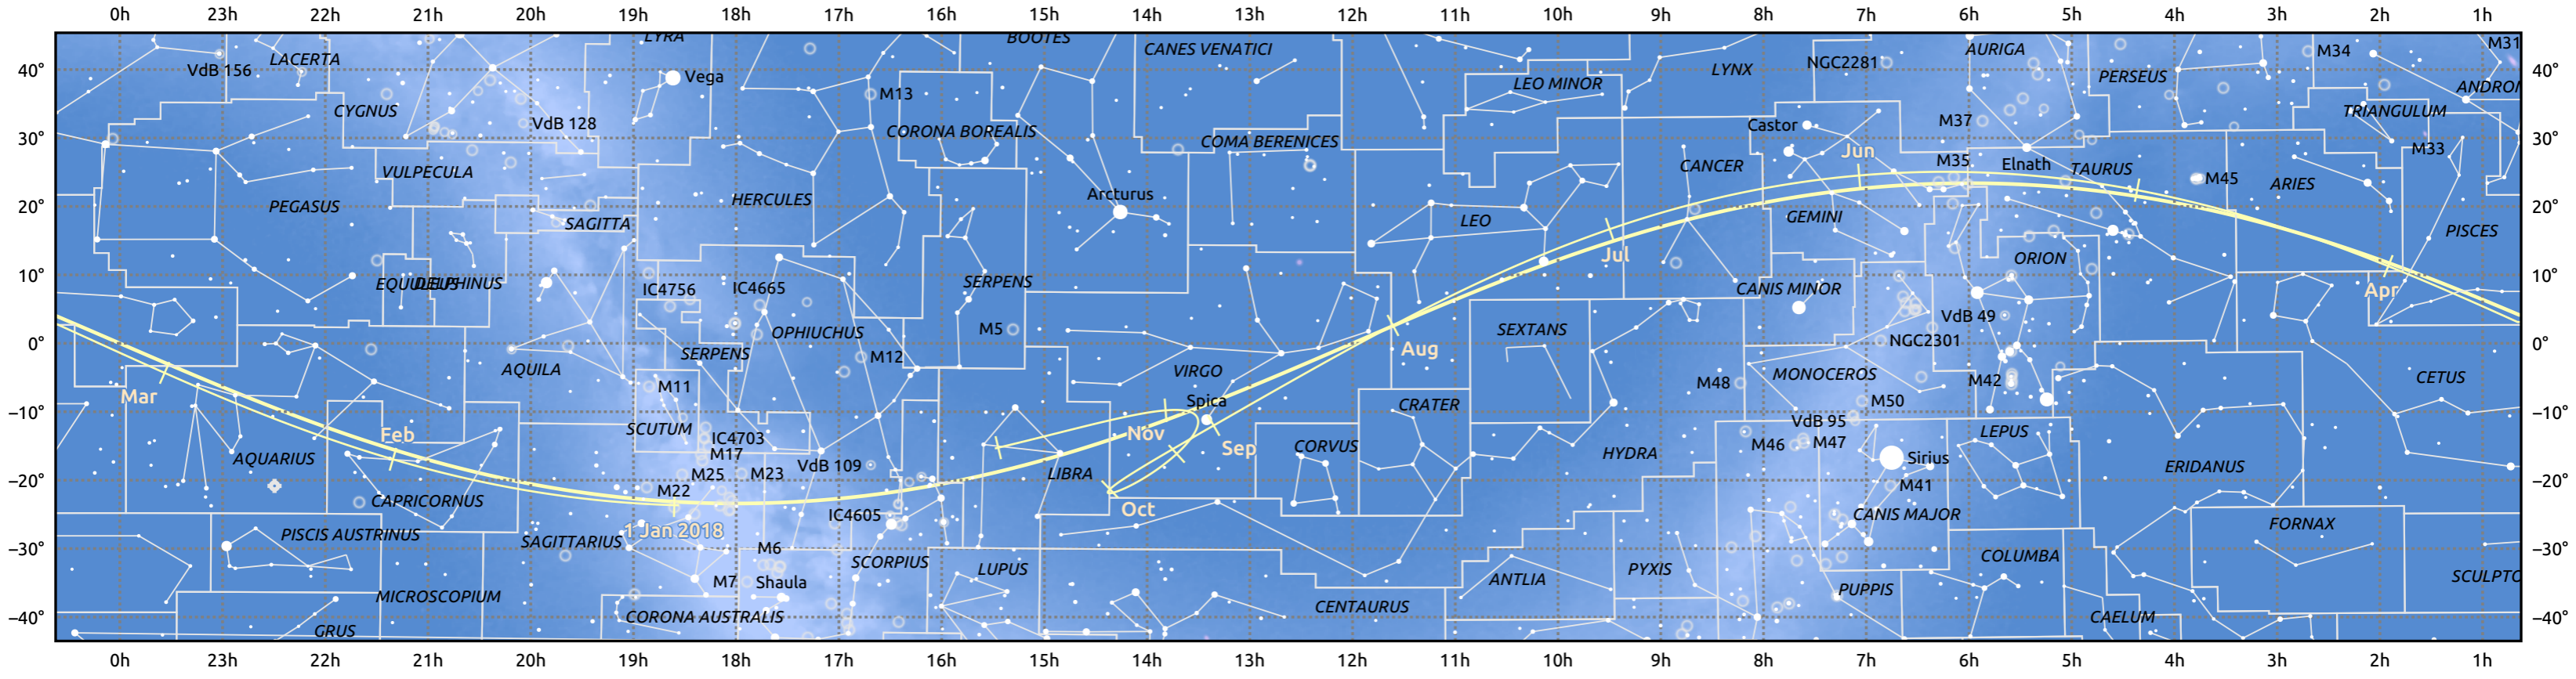 0h 23h 22h 21h 20h 19h 18h 17h 16h 15h 14h 13h 12h 11h 10h 9h 8h 7h 6h 5h 4h 3h 2h 1h
LYRA
BOOTES
CANES VENATICI
AURIGA
M31
M34
LACERTA
VdB 156
40°
40°
Vega
NGC2281
LYNX
PERSEUS
LEO MINOR
ANDROM
CYGNUS
M13
TRIANGULUM
VdB 128
CORONA BOREALIS
COMA BERENICES
Castor
M37
30°
30°
M33
Jun
M35
Elnath
TAURUS
VULPECULA
CANCER
M45
ARIES
HERCULES
Arcturus
20°
20°
PEGASUS
SAGITTA
LEO
GEMINI
PISCES
Jul
ORION
10°
10°
EQUULEUS
DELPHINUS
IC4756
IC4665
SERPENS
CANIS MINOR
Apr
VdB 49
OPHIUCHUS
M5
SEXTANS
0°
0°
Aug
SERPENS
M12
NGC2301
AQUILA
VIRGO
MONOCEROS
M42
CETUS
M48
Mar
M11
Spica
CRATER
M50
−10°
−10°
VdB 95
SCUTUM
IC4703
Feb
Nov
Sep
CORVUS
M46
M47
LEPUS
M17
AQUARIUS
VdB 109
HYDRA
Sirius
ERIDANUS
M25
M23
LIBRA
−20°
−20°
M22
M41
CAPRICORNUS
IC4605
Oct
CANIS MAJOR
FORNAX
1 Jan 2018
PISCIS AUSTRINUS
SAGITTARIUS
−30°
−30°
M6
SCORPIUS
LUPUS
COLUMBA
ANTLIA
PYXIS
SCULPTO
M7
Shaula
PUPPIS
MICROSCOPIUM
CORONA AUSTRALIS
CENTAURUS
CAELUM
−40°
−40°
GRUS
0h 23h 22h 21h 20h 19h 18h 17h 16h 15h 14h 13h 12h 11h 10h 9h 8h 7h 6h 5h 4h 3h 2h 1h